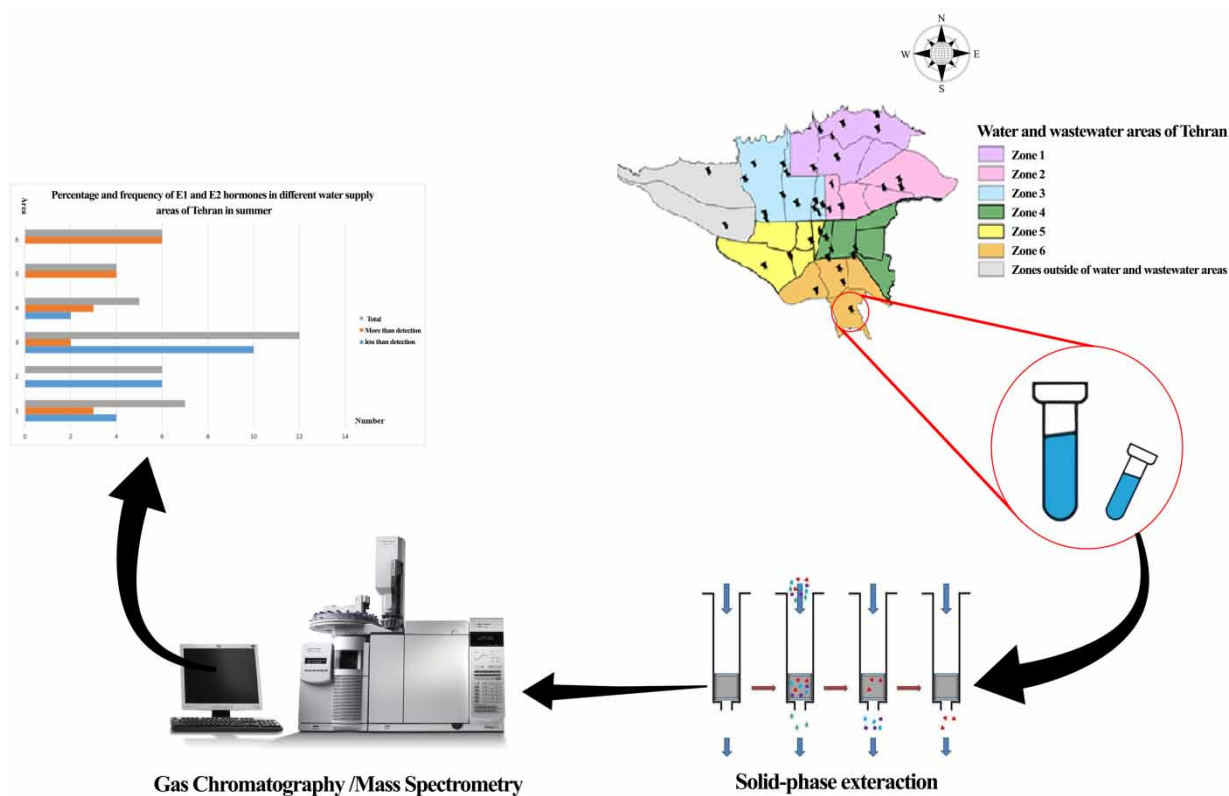 N
W E
S
Water and wastewater areas of Tehran
Zone 1
Zone 2
Zone 3
Zone 4
Zone 5
Zone 6
Zones outside of water and wastewater areas
Percentage and frequency of E1 and E2 hormones in different water supply
areas of Tehran in summer
Area
6
5
4
3
2
1
Total
More than detection
less than detection
Number
0 2 4 6 8 10 12 14
Gas Chromatography /Mass Spectrometry
Solid-phase exteraction